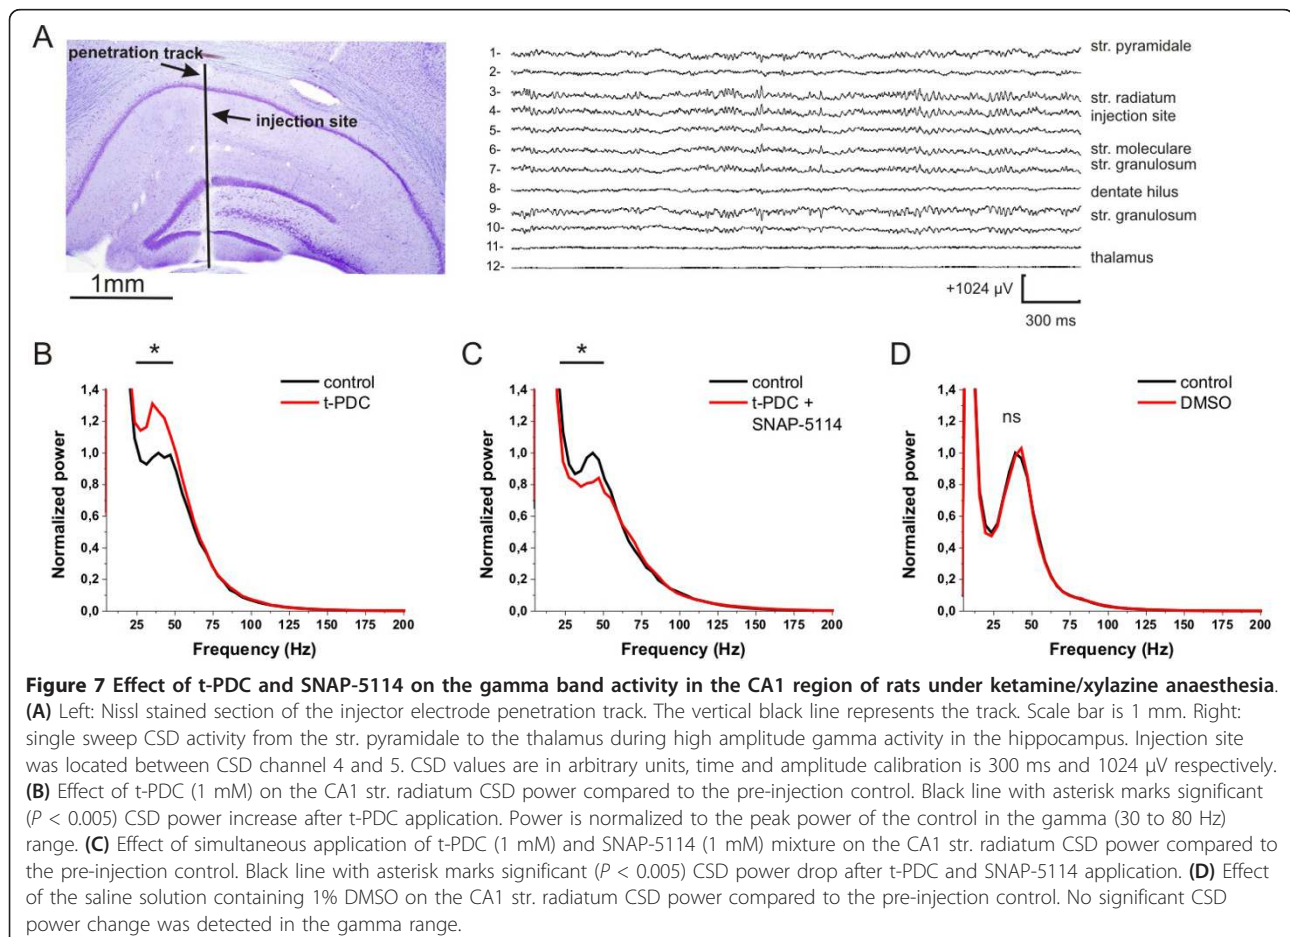 A
penetration track
injection site
1mm
1-
2-
3-
4-
5-
6-
7-
8-
9-
10-
11-
12-
str. pyramidale
str. radiatum
injection site
str. moleculare
str. granulosum
dentate hilus
str. granulosum
thalamus
+1024 µV
300 ms
B
*
control
t-PDC
1,4
1,2
1,0
0,8
0,6
0,4
0,2
0,0
Normalized power
25 50 75 100 125 150 175 200
Frequency (Hz)
C
*
control
t-PDC +
SNAP-5114
1,4
1,2
1,0
0,8
0,6
0,4
0,2
0,0
Normalized power
25 50 75 100 125 150 175 200
Frequency (Hz)
D
control
DMSO
ns
1,4
1,2
1,0
0,8
0,6
0,4
0,2
0,0
Normalized power
25 50 75 100 125 150 175 200
Frequency (Hz)
Figure 7 Effect of t-PDC and SNAP-5114 on the gamma band activity in the CA1 region of rats under ketamine/xylazine anaesthesia.
(A) Left: Nissl stained section of the injector electrode penetration track. The vertical black line represents the track. Scale bar is 1 mm. Right:
single sweep CSD activity from the str. pyramidale to the thalamus during high amplitude gamma activity in the hippocampus. Injection site
was located between CSD channel 4 and 5. CSD values are in arbitrary units, time and amplitude calibration is 300 ms and 1024 µV respectively.
(B) Effect of t-PDC (1 mM) on the CA1 str. radiatum CSD power compared to the pre-injection control. Black line with asterisk marks significant
(P < 0.005) CSD power increase after t-PDC application. Power is normalized to the peak power of the control in the gamma (30 to 80 Hz)
range. (C) Effect of simultaneous application of t-PDC (1 mM) and SNAP-5114 (1 mM) mixture on the CA1 str. radiatum CSD power compared to
the pre-injection control. Black line with asterisk marks significant (P < 0.005) CSD power drop after t-PDC and SNAP-5114 application. (D) Effect
of the saline solution containing 1% DMSO on the CA1 str. radiatum CSD power compared to the pre-injection control. No significant CSD
power change was detected in the gamma range.